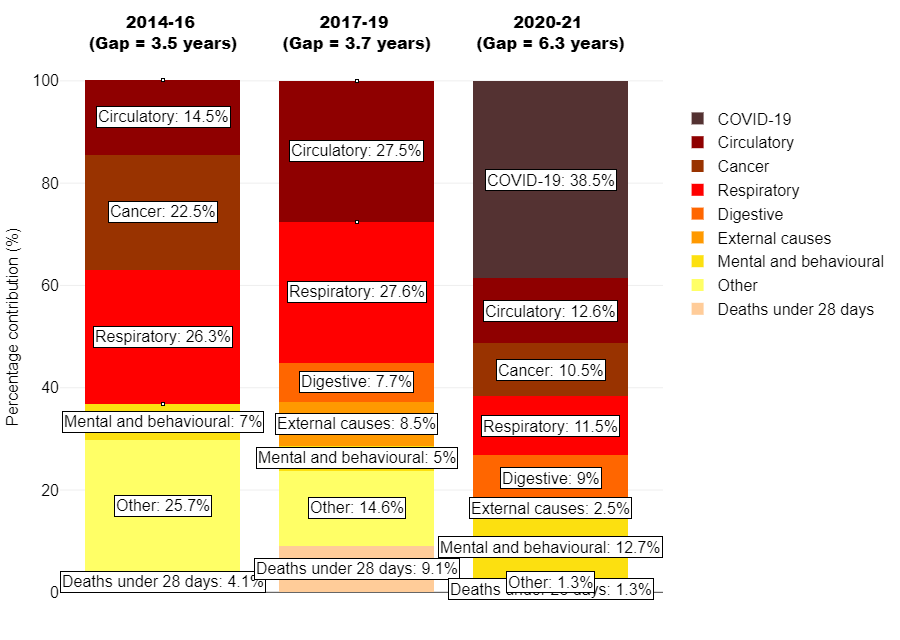 2014-16
(Gap = 3.5 years)
2017-19
(Gap = 3.7 years)
2020-21
(Gap = 6.3 years)
Percentage contribution (%)
100
80
60
40
20
0
Circulatory: 14.5%
Cancer: 22.5%
Respiratory: 26.3%
Mental and behavioural: 7%
Other: 25.7%
Deaths under 28 days: 4.1%
Circulatory: 27.5%
Respiratory: 27.6%
Digestive: 7.7%
External causes: 8.5%
Mental and behavioural: 5%
Other: 14.6%
Deaths under 28 days: 9.1%
COVID-19: 38.5%
Circulatory: 12.6%
Cancer: 10.5%
Respiratory: 11.5%
Digestive: 9%
External causes: 2.5%
Mental and behavioural: 12.7%
Other: 1.3%
Deaths under 28 days: 1.3%
COVID-19
Circulatory
Cancer
Respiratory
Digestive
External causes
Mental and behavioural
Other
Deaths under 28 days